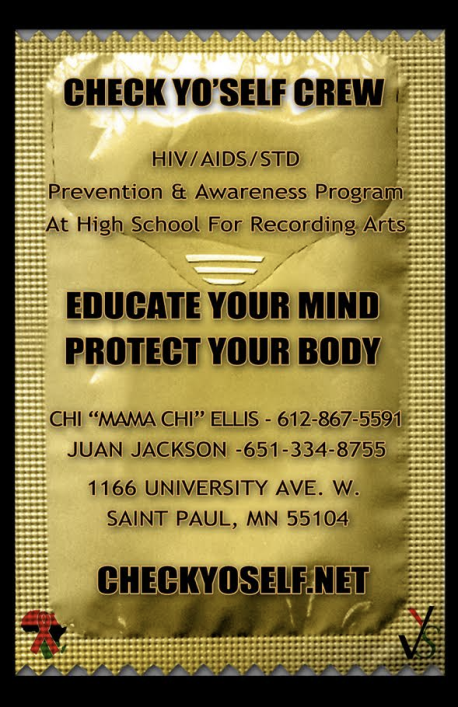 CHECK YO'SELF CREW
HIV/AIDS/STD
Prevention & Awareness Program
At High School For Recording Arts
EDUCATE YOUR MIND
PROTECT YOUR BODY
CHI “MAMA CHI” ELLIS - 612-867-5591
JUAN JACKSON -651-334-8755
1166 UNIVERSITY AVE. W.
SAINT PAUL, MN 55104
CHECKYOSELF.NET